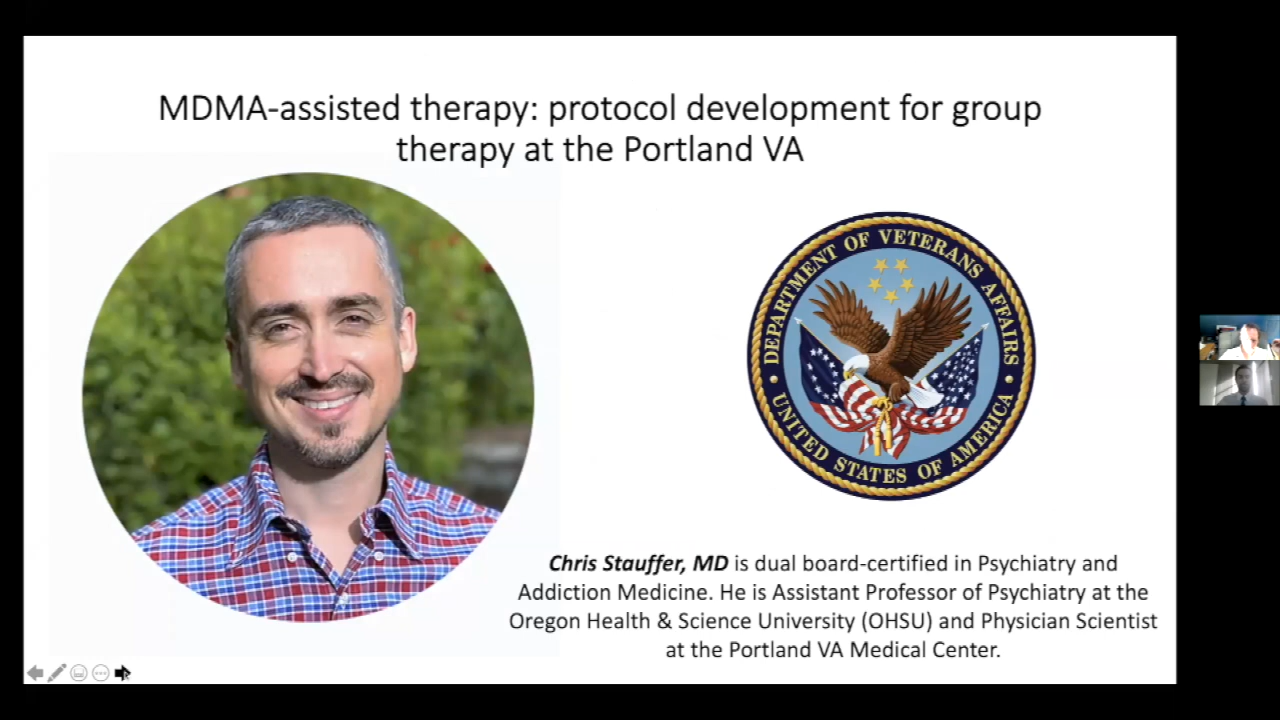 MDMA-assisted therapy: protocol development for group
therapy at the Portland VA
DEPARTMENT OF VETERANS AFFAIRS
• UNITED STATES OF AMERICA •
Chris Stauffer, MD is dual board-certified in Psychiatry and
Addiction Medicine. He is Assistant Professor of Psychiatry at the
Oregon Health & Science University (OHSU) and Physician Scientist
at the Portland VA Medical Center.